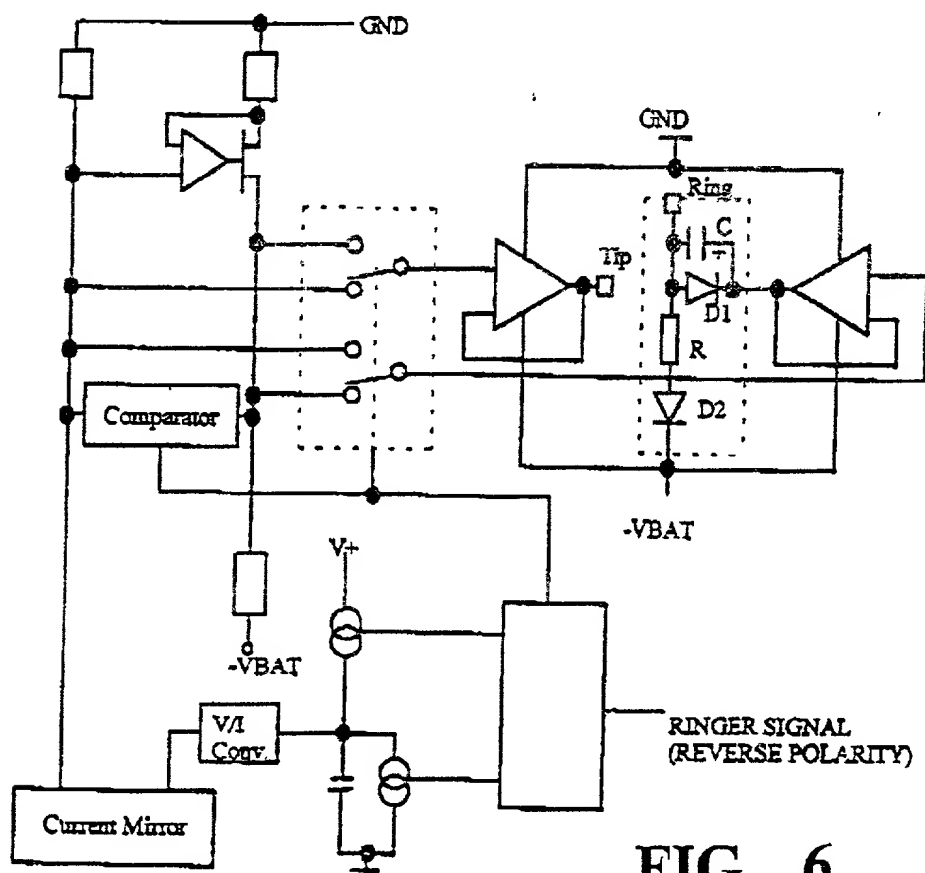 GND
GND
Ring
C
Tip
D1
R
D2
Comparator
-VBAT
V+
-VBAT
V/I
Conv.
RINGER SIGNAL
(REVERSE POLARITY)
Current Mirror
FIG. 6